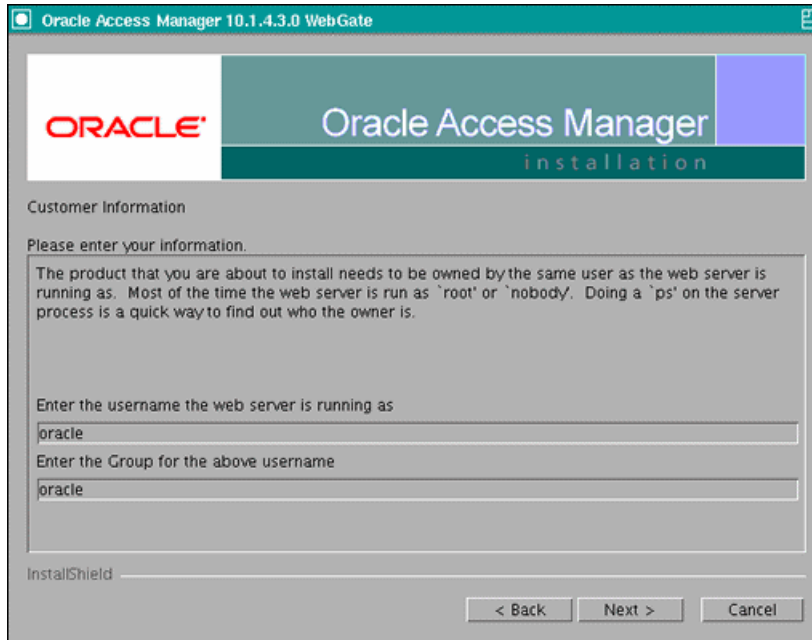 Oracle Access Manager 10.1.4.3.0 WebGate
ORACLE®
Oracle Access Manager
installation
Customer Information
Please enter your information.
The product that you are about to install needs to be owned by the same user as the web server is
running as. Most of the time the web server is run as `root' or `nobody'. Doing a `ps' on the server
process is a quick way to find out who the owner is.
Enter the username the web server is running as
oracle
Enter the Group for the above username
oracle
InstallShield
< Back Next > Cancel